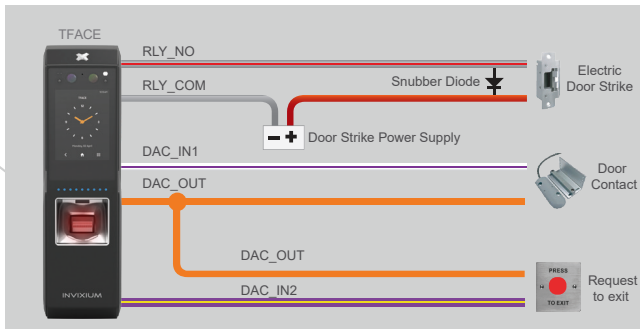 TFACE
RLY_NO
RLY_COM
Snubber Diode
Electric
Door Strike
Door Strike Power Supply
DAC_IN1
Door
Contact
DAC_OUT
DAC_OUT
DAC_IN2
PRESS
TO EXIT
Request
to exit
INVIXIUM